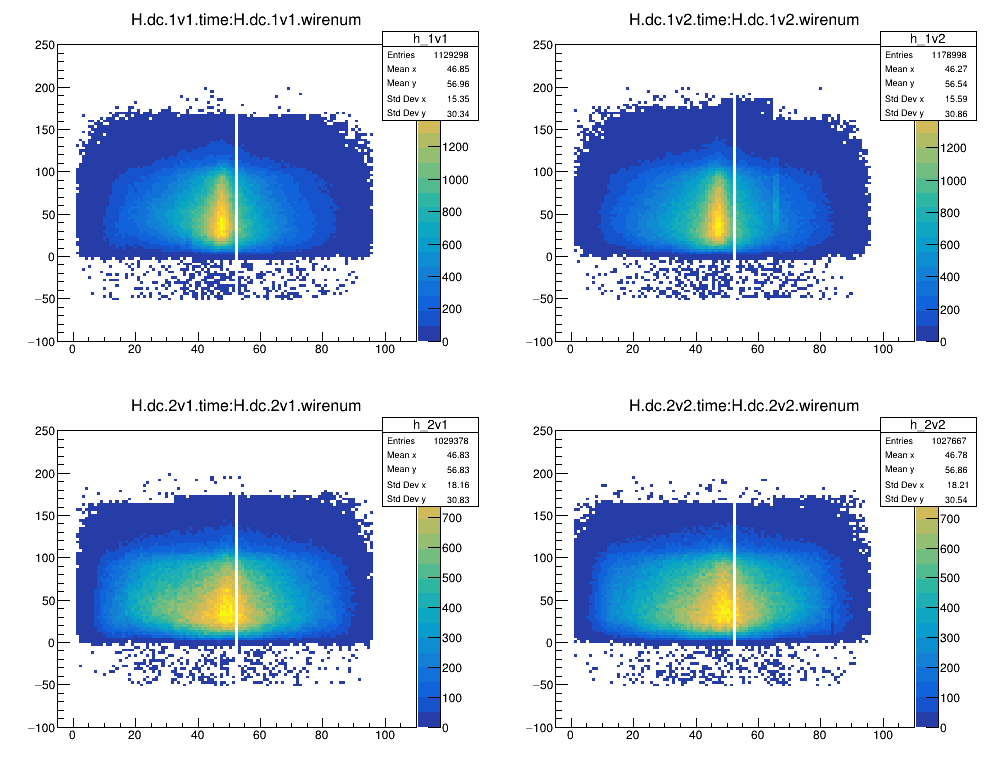 H.dc.1v1.time:H.dc.1v1.wirenum
h_1v1
Entries 1129298
Mean x 46.85
Mean y 56.96
Std Dev x 15.35
Std Dev y 30.34
250
200
150
100
50
0
−50
−100
0 20 40 60 80 100
1200
1000
800
600
400
200
0
H.dc.1v2.time:H.dc.1v2.wirenum
h_1v2
Entries 1178998
Mean x 46.27
Mean y 56.54
Std Dev x 15.59
Std Dev y 30.86
250
200
150
100
50
0
−50
−100
0 20 40 60 80 100
1200
1000
800
600
400
200
0
H.dc.2v1.time:H.dc.2v1.wirenum
h_2v1
Entries 1029378
Mean x 46.83
Mean y 56.83
Std Dev x 18.16
Std Dev y 30.83
250
200
150
100
50
0
−50
−100
0 20 40 60 80 100
700
600
500
400
300
200
100
0
H.dc.2v2.time:H.dc.2v2.wirenum
h_2v2
Entries 1027667
Mean x 46.78
Mean y 56.86
Std Dev x 18.21
Std Dev y 30.54
250
200
150
100
50
0
−50
−100
0 20 40 60 80 100
700
600
500
400
300
200
100
0